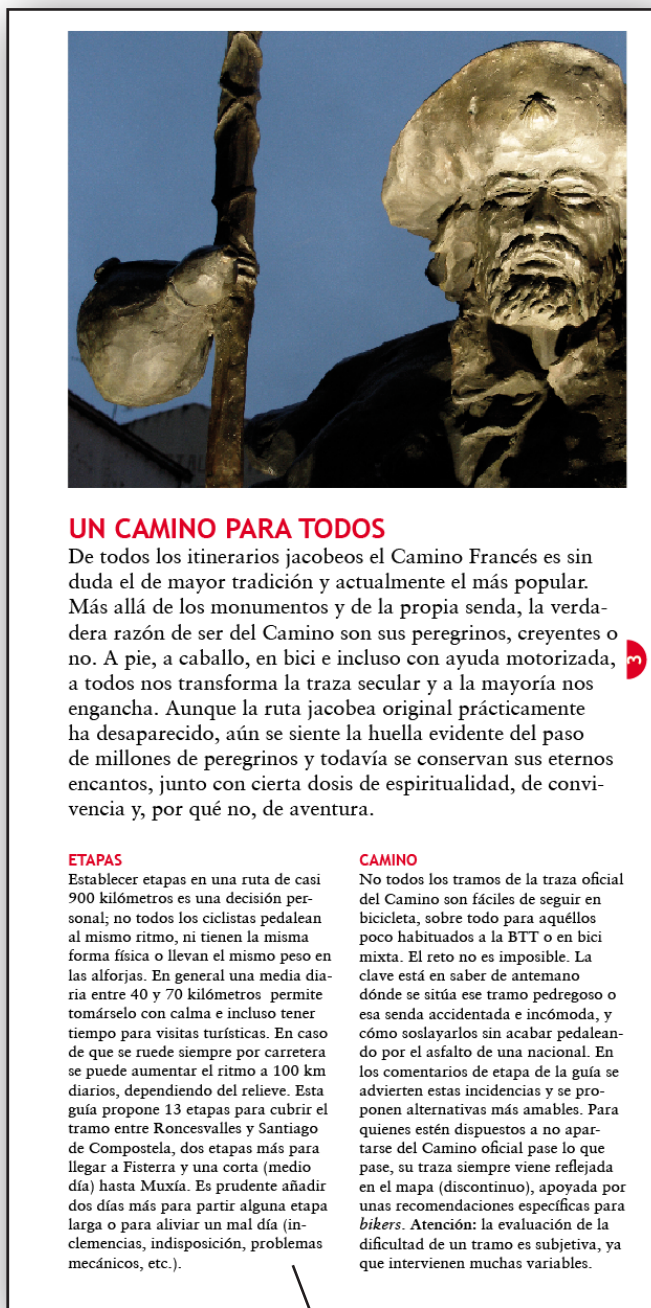 UN CAMINO PARA TODOS
De todos los itinerarios jacobeos el Camino Francés es sin
duda el de mayor tradición y actualmente el más popular.
Más allá de los monumentos y de la propia senda, la verda-
dera razón de ser del Camino son sus peregrinos, creyentes o
no. A pie, a caballo, en bici e incluso con ayuda motorizada,
a todos nos transforma la traza secular y a la mayoría nos
engancha. Aunque la ruta jacobea original prácticamente
ha desaparecido, aún se siente la huella evidente del paso
de millones de peregrinos y todavía se conservan sus eternos
encantos, junto con cierta dosis de espiritualidad, de convi-
vencia y, por qué no, de aventura.
3
ETAPAS
Establecer etapas en una ruta de casi
900 kilómetros es una decisión per-
sonal; no todos los ciclistas pedalean
al mismo ritmo, ni tienen la misma
forma física o llevan el mismo peso en
las alforjas. En general una media dia-
ria entre 40 y 70 kilómetros permite
tomárselo con calma e incluso tener
tiempo para visitas turísticas. En caso
de que se ruede siempre por carretera
se puede aumentar el ritmo a 100 km
diarios, dependiendo del relieve. Esta
guía propone 13 etapas para cubrir el
tramo entre Roncesvalles y Santiago
de Compostela, dos etapas más para
llegar a Fisterra y una corta (medio
día) hasta Muxía. Es prudente añadir
dos días más para partir alguna etapa
larga o para aliviar un mal día (in-
clemencias, indisposición, problemas
mecánicos, etc.).
CAMINO
No todos los tramos de la traza oficial
del Camino son fáciles de seguir en
bicicleta, sobre todo para aquéllos
poco habituados a la BTT o en bici
mixta. El reto no es imposible. La
clave está en saber de antemano
dónde se sitúa ese tramo pedregoso o
esa senda accidentada e incómoda, y
cómo soslayarlos sin acabar pedalean-
do por el asfalto de una nacional. En
los comentarios de etapa de la guía se
advierten estas incidencias y se pro-
ponen alternativas más amables. Para
quienes estén dispuestos a no apar-
tarse del Camino oficial pase lo que
pase, su traza siempre viene reflejada
en el mapa (discontinuo), apoyada por
unas recomendaciones específicas para
bikers. Atención: la evaluación de la
dificultad de un tramo es subjetiva, ya
que intervienen muchas variables.